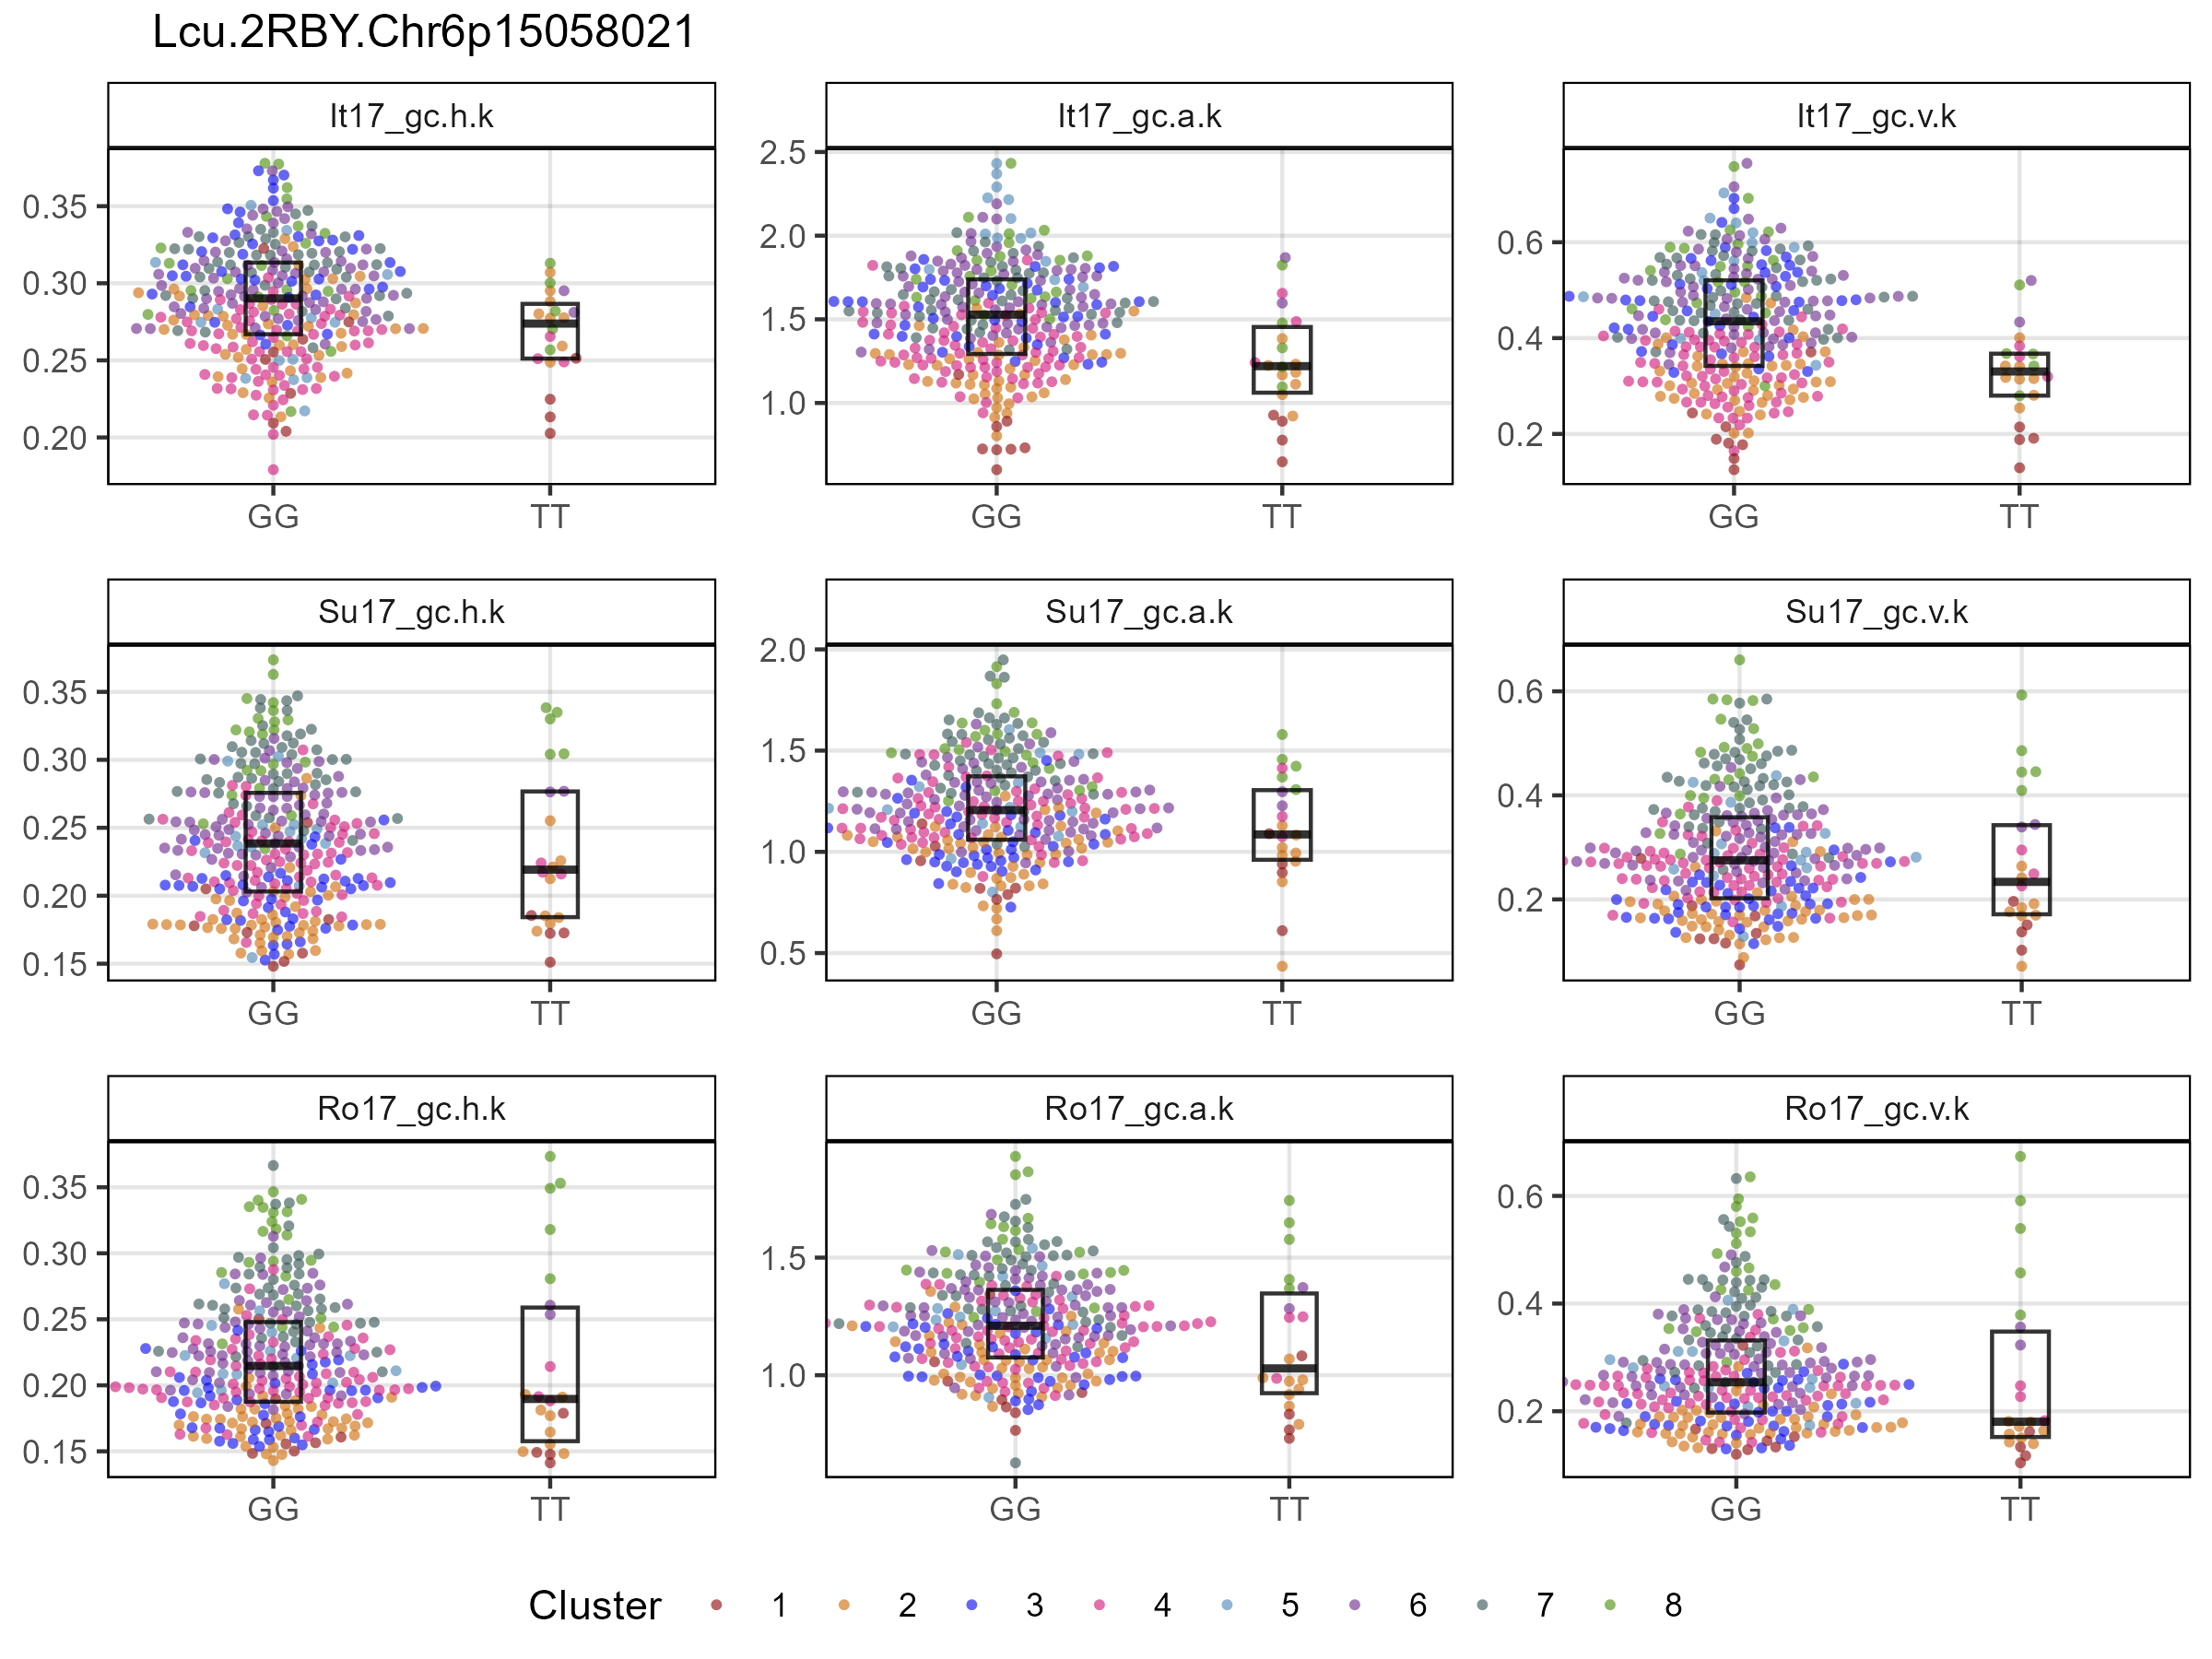 Lcu.2RBY.Chr6p15058021
It17_gc.h.k
It17_gc.a.k
It17_gc.v.k
0.35
0.30
0.25
0.20
GG
TT
2.5
2.0
1.5
1.0
GG
TT
0.6
0.4
0.2
GG
TT
Su17_gc.h.k
Su17_gc.a.k
Su17_gc.v.k
0.35
0.30
0.25
0.20
0.15
GG
TT
2.0
1.5
1.0
0.5
GG
TT
0.6
0.4
0.2
GG
TT
Ro17_gc.h.k
Ro17_gc.a.k
Ro17_gc.v.k
0.35
0.30
0.25
0.20
0.15
GG
TT
1.5
1.0
GG
TT
0.6
0.4
0.2
GG
TT
Cluster 1 2 3 4 5 6 7 8